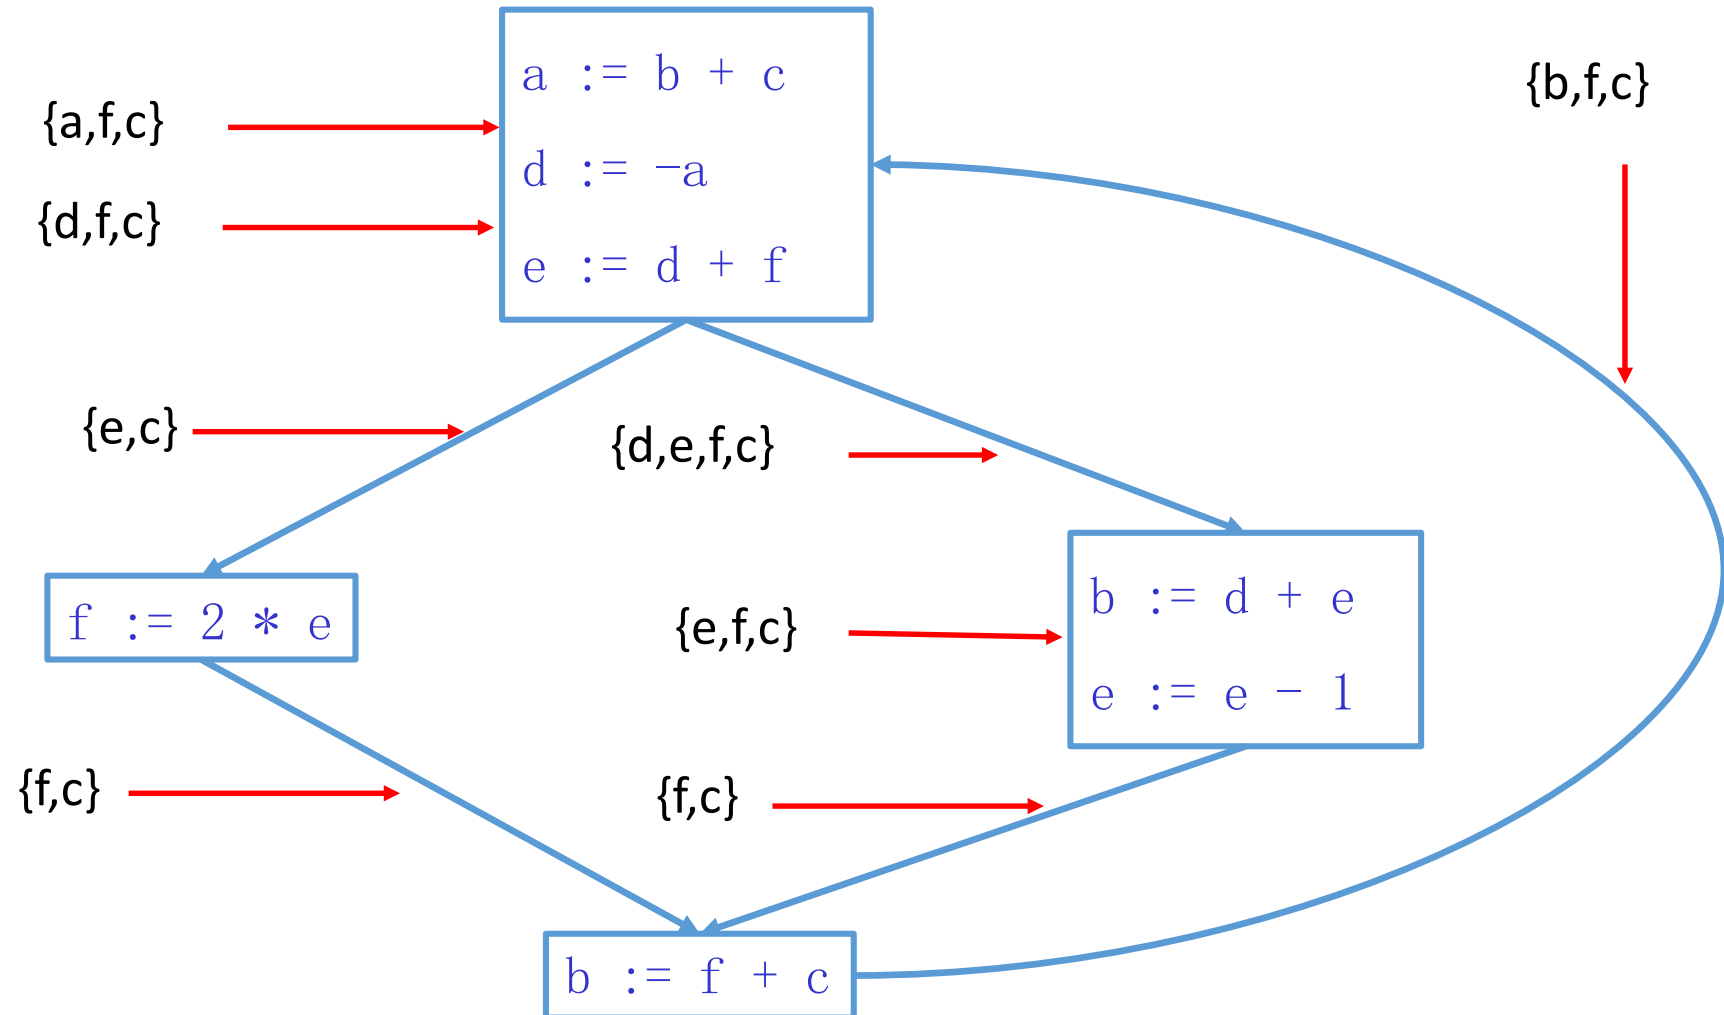 a := b + c
{b,f,c}
{a,f,c}
d := -a
{d,f,c}
e := d + f
{e,c}
{d,e,f,c}
f := 2 * e
b := d + e
{e,f,c}
e := e - 1
{f,c}
{f,c}
b := f + c